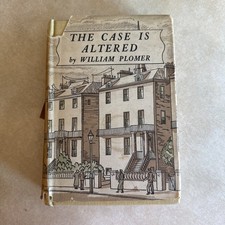 THE CASE IS
ALTERED
by WILLIAM PLOMER